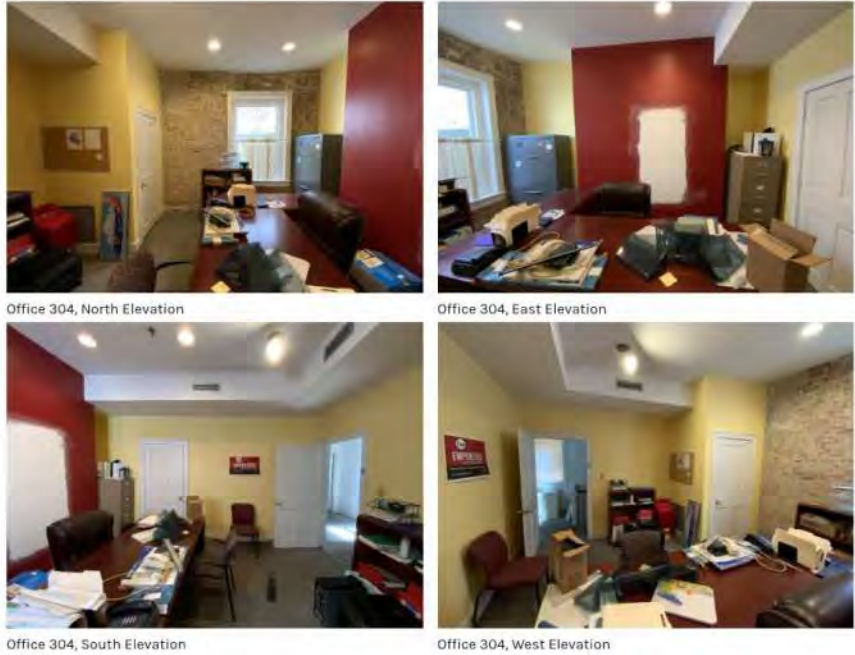 Office 304, North Elevation
Office 304, East Elevation
Office 304, South Elevation
Office 304, West Elevation